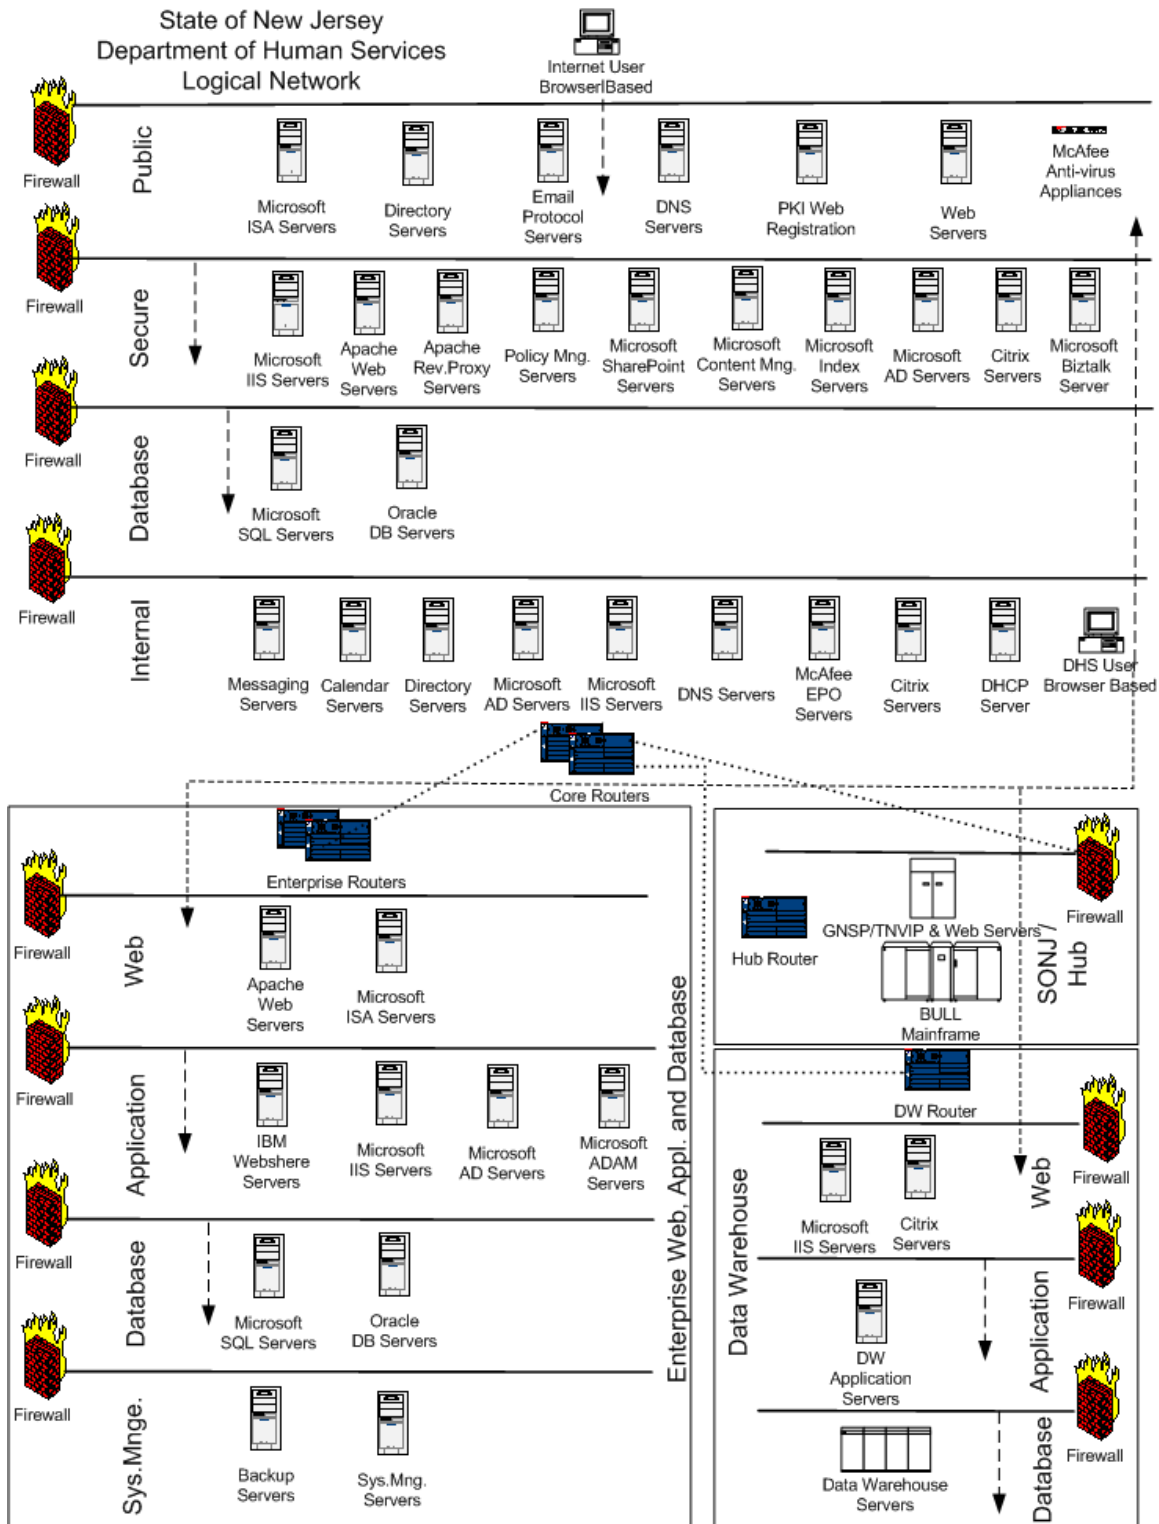 State of New Jersey
Department of Human Services
Logical Network
Internet User
Browser Based
Firewall
Public
Microsoft
ISA Servers
Directory
Servers
Email
Protocol
Servers
DNS
Servers
PKI Web
Registration
Web
Servers
McAfee
Anti-virus
Appliances
Firewall
Secure
Microsoft
IIS Servers
Apache
Web
Servers
Apache
Rev.Proxy
Servers
Policy Mng.
Servers
Microsoft
SharePoint
Servers
Microsoft
Content Mng.
Servers
Microsoft
Index
Servers
Microsoft
AD Servers
Citrix
Servers
Microsoft
Biztalk
Server
Firewall
Database
Microsoft
SQL Servers
Oracle
DB Servers
Firewall
Internal
Messaging
Servers
Calendar
Servers
Directory
Servers
Microsoft
AD Servers
Microsoft
IIS Servers
DNS Servers
McAfee
EPO
Servers
Citrix
Servers
DHCP
Server
DHS User
Browser Based
Core Routers
Enterprise Routers
Enterprise Web, Appl. and Database
Firewall
Web
Apache
Web
Servers
Microsoft
ISA Servers
Firewall
Application
IBM
Webshere
Servers
Microsoft
IIS Servers
Microsoft
AD Servers
Microsoft
ADAM
Servers
Firewall
Database
Microsoft
SQL Servers
Oracle
DB Servers
Firewall
Sys.Mnge.
Backup
Servers
Sys.Mng.
Servers
Firewall
GNSP/TNVIP & Web Servers
Hub Router
BULL
Mainframe
SONJ /
Hub
DW Router
Data Warehouse
Firewall
Web
Microsoft
IIS Servers
Citrix
Servers
Firewall
Application
DW
Application
Servers
Firewall
Database
Data Warehouse
Servers